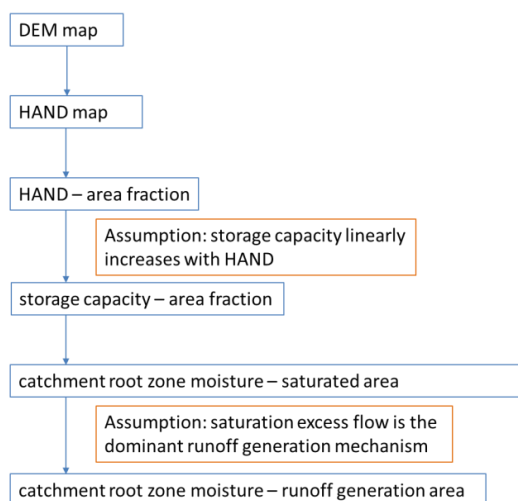 DEM map
HAND map
HAND – area fraction
Assumption: storage capacity linearly
increases with HAND
storage capacity – area fraction
catchment root zone moisture – saturated area
Assumption: saturation excess flow is the
dominant runoff generation mechanism
catchment root zone moisture – runoff generation area